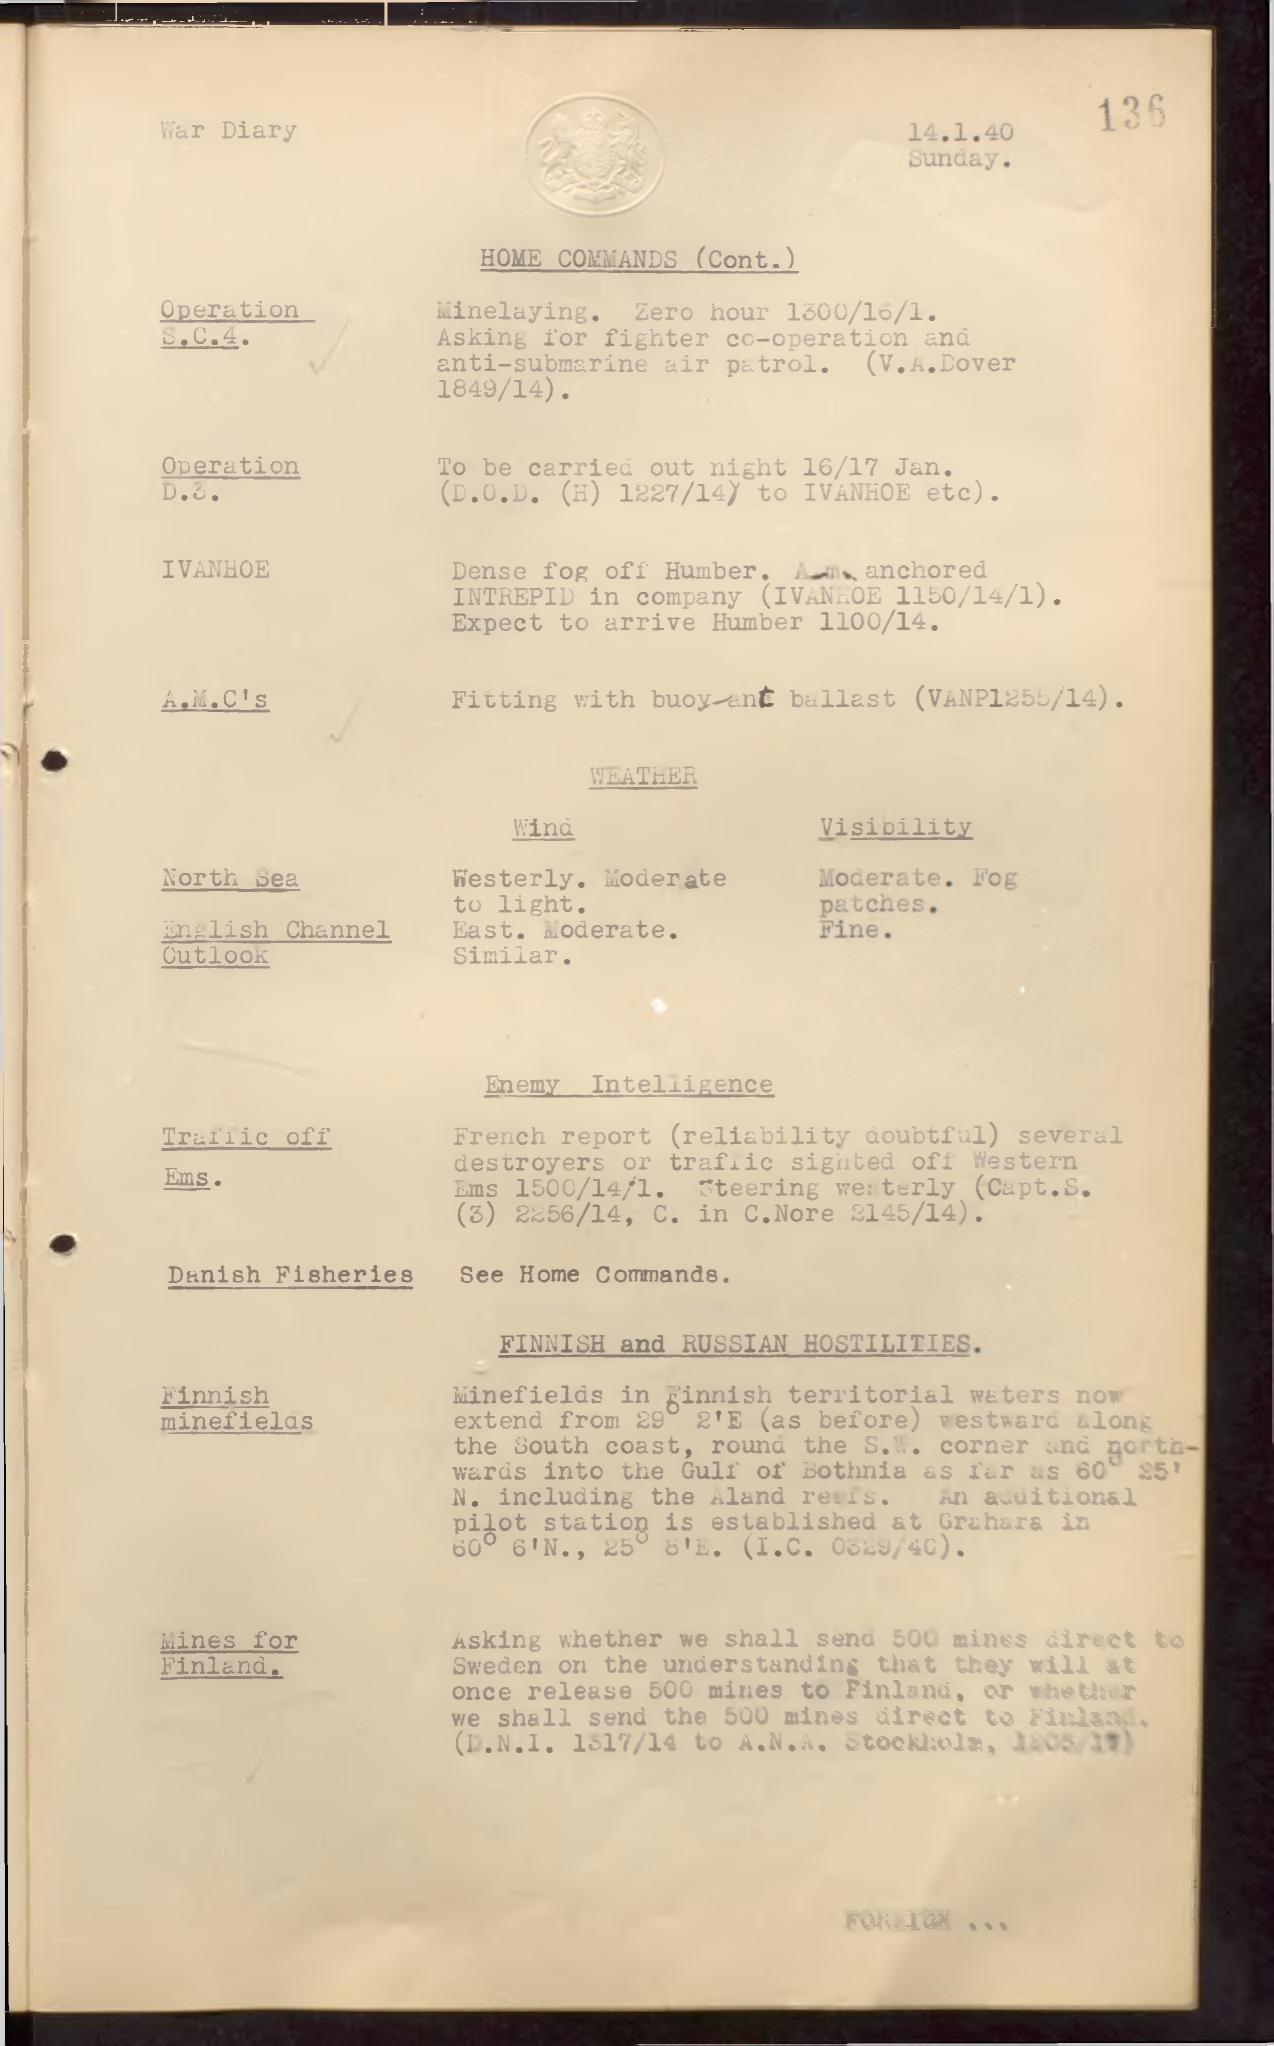 136
War Diary
14.1.40
Sunday.
HOME COMMANDS (Cont.)
Operation Minelaying. Zero hour 1300/16/1.
S.C.4. Asking for fighter co-operation and
anti-submarine air patrol. (V.A.Dover
1849/14).
Operation To be carried out night 16/17 Jan.
D.3. (D.O.D. (H) 1227/14) to IVANHOE etc).
IVANHOE Dense fog off Humber. anchored
INTREPID in company (IVANHOE 1150/14/1).
Expect to arrive Humber 1100/14.
A.M.C's Fitting with buoyant ballast (VANP1255/14).
WEATHER
Wind Visibility
North Sea Westerly. Moderate Moderate. Fog
to light. patches.
English Channel East. Moderate. Fine.
Outlook Similar.
Enemy Intelligence
Traffic off French report (reliability doubtful) several
destroyers or traffic sighted off Western
Ems. Ems 1500/14/1. Steering westerly (Capt.S.
(3) 2256/14, C. in C.Nore 2145/14).
Danish Fisheries See Home Commands.
FINNISH and RUSSIAN HOSTILITIES.
Finnish Minefields in Finnish territorial waters now
minefields extend from 29° 2'E (as before) westward along
the South coast, round the S.W. corner and north-
wards into the Gulf of Bothnia as far as 60° 25'
N. including the Aland reefs. An additional
pilot station is established at Grahara in
60° 6'N., 25° 8'E. (I.C. 0329/40).
Mines for Asking whether we shall send 500 mines direct to
Finland. Sweden on the understanding that they will at
once release 500 mines to Finland, or whether
we shall send the 500 mines direct to Finland.
(D.N.I. 1317/14 to A.N.A. Stockholm,
...